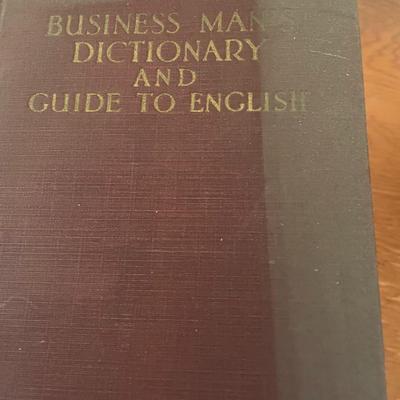 BUSINESS MAN'S
DICTIONARY
AND
GUIDE TO ENGLISH